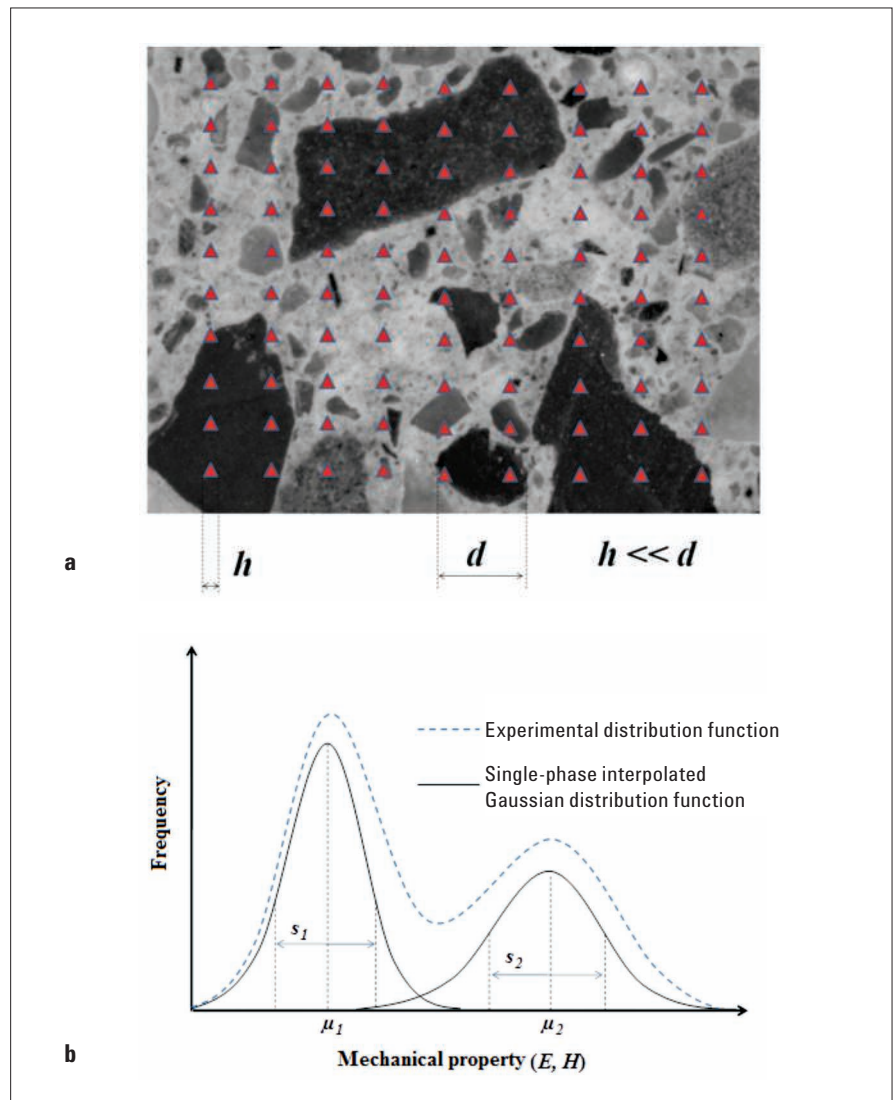 a
h
d
h << d
Experimental distribution function
Single-phase interpolated
Gaussian distribution function
Frequency
s1
s2
μ1
μ2
Mechanical property (E, H)
b